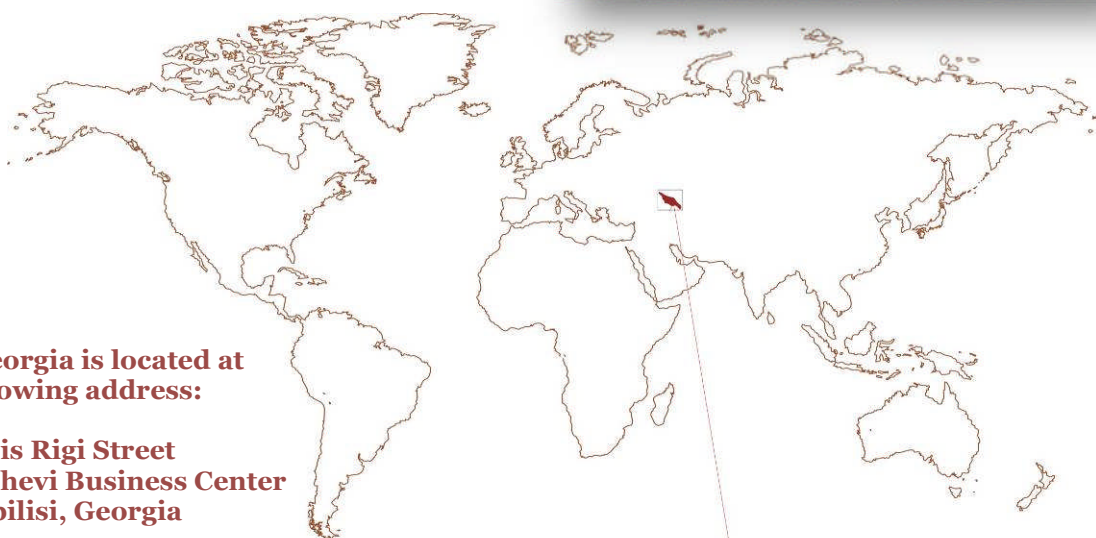 eorgia is located at
owing address:
is Rigi Street
hevi Business Center
bilisi, Georgia